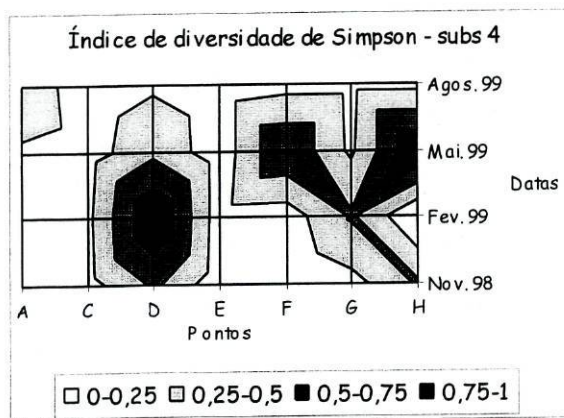 Índice de diversidade de Simpson - subs 4
Agos.99
Mai.99
Datas
Fev.99
Nov.98
A C D E F G H
Pontos
0-0,25 0,25-0,5 0,5-0,75 0,75-1